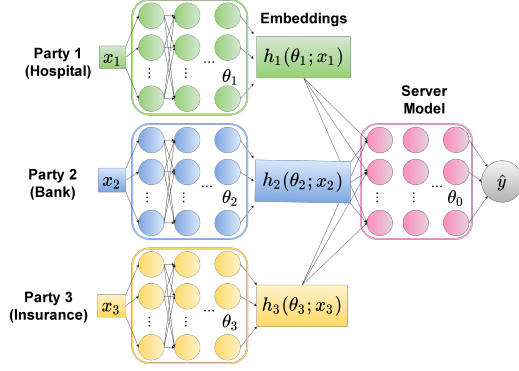 Embeddings
Party 1
(Hospital)
x₁
θ₁
h₁(θ₁; x₁)
Server
Model
Party 2
(Bank)
x₂
θ₂
h₂(θ₂; x₂)
θ₀
ŷ
Party 3
(Insurance)
x₃
θ₃
h₃(θ₃; x₃)